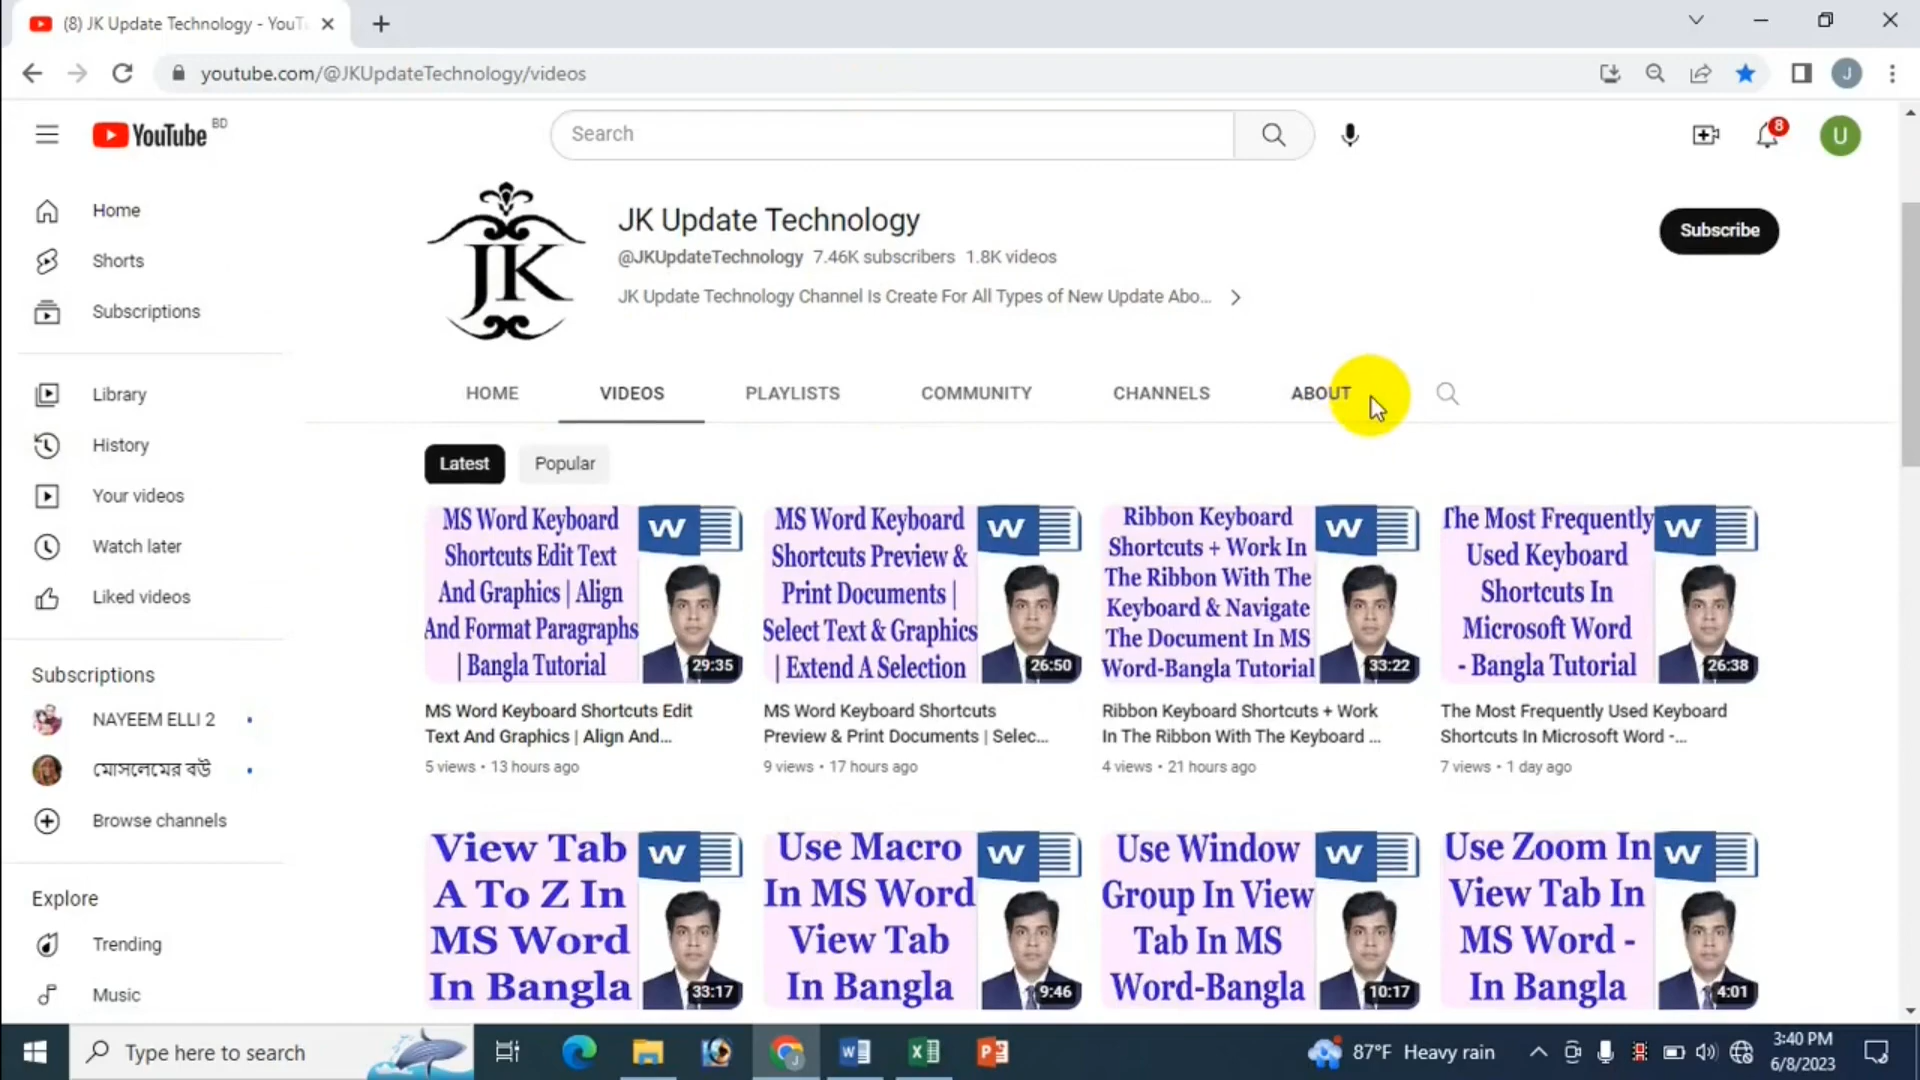 (8) JK Update Technology - YouTu
youtube.com/@JKUpdateTechnology/videos
J
YouTube BD
Search
8
U
Home
Shorts
Subscriptions
Library
History
Your videos
Watch later
Liked videos
Subscriptions
NAYEEM ELLI 2
মোসলেমের বউ
Browse channels
Explore
Trending
Music
JK
JK Update Technology
@JKUpdateTechnology 7.46K subscribers 1.8K videos
JK Update Technology Channel Is Create For All Types of New Update Abo...
Subscribe
HOME VIDEOS PLAYLISTS COMMUNITY CHANNELS ABOUT
Latest Popular
MS Word Keyboard
Shortcuts Edit Text
And Graphics | Align
And Format Paragraphs
| Bangla Tutorial
W
29:35
MS Word Keyboard Shortcuts Edit
Text And Graphics | Align And...
5 views • 13 hours ago
MS Word Keyboard
Shortcuts Preview &
Print Documents |
Select Text & Graphics
| Extend A Selection
W
26:50
MS Word Keyboard Shortcuts
Preview & Print Documents | Selec...
9 views • 17 hours ago
Ribbon Keyboard
Shortcuts + Work In
The Ribbon With The
Keyboard & Navigate
The Document In MS
Word-Bangla Tutorial
W
33:22
Ribbon Keyboard Shortcuts + Work
In The Ribbon With The Keyboard ...
4 views • 21 hours ago
The Most Frequently
Used Keyboard
Shortcuts In
Microsoft Word
- Bangla Tutorial
W
26:38
The Most Frequently Used Keyboard
Shortcuts In Microsoft Word -...
7 views • 1 day ago
View Tab
A To Z In
MS Word
In Bangla
W
33:17
Use Macro
In MS Word
View Tab
In Bangla
W
9:46
Use Window
Group In View
Tab In MS
Word-Bangla
W
10:17
Use Zoom In
View Tab In
MS Word -
In Bangla
W
4:01
Type here to search
87°F Heavy rain
3:40 PM
6/8/2023